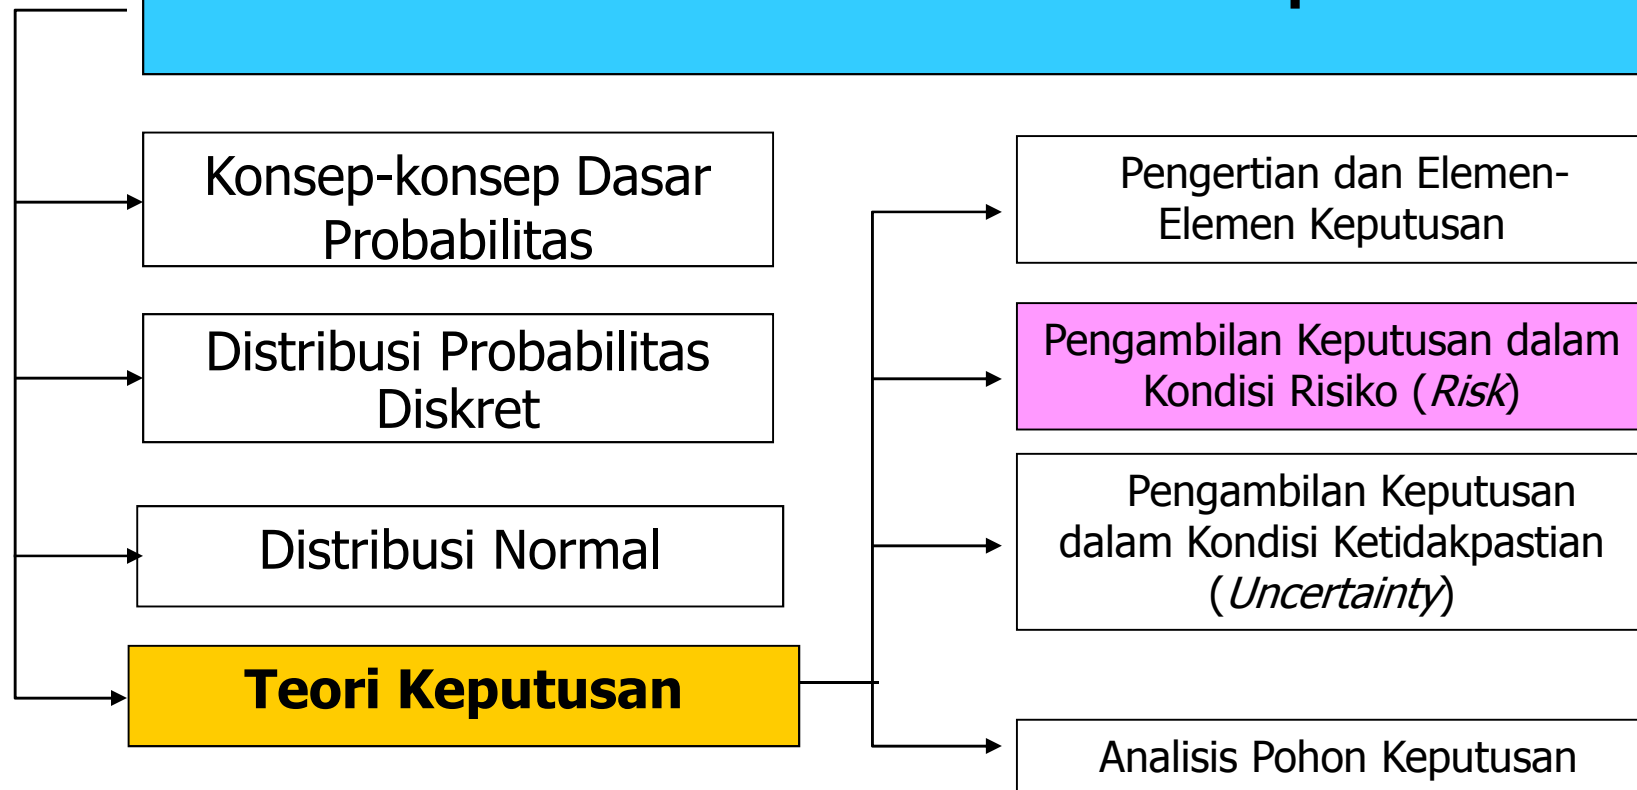 Konsep-konsep Dasar
Probabilitas
Distribusi Probabilitas
Diskret
Distribusi Normal
Teori Keputusan
Pengertian dan Elemen-
Elemen Keputusan
Pengambilan Keputusan dalam
Kondisi Risiko (Risk)
Pengambilan Keputusan
dalam Kondisi Ketidakpastian
(Uncertainty)
Analisis Pohon Keputusan